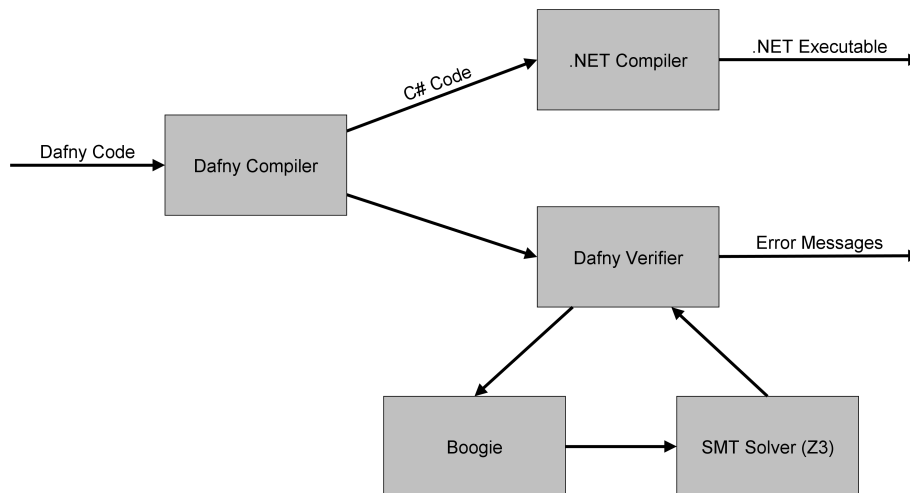 .NET Compiler
.NET Executable
C# Code
Dafny Code
Dafny Compiler
Dafny Verifier
Error Messages
Boogie
SMT Solver (Z3)